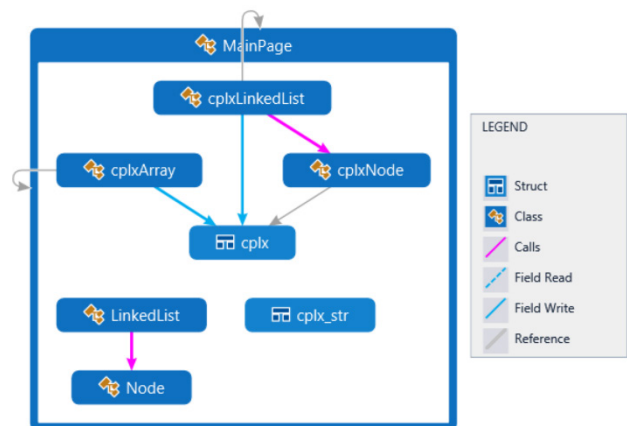 MainPage
cplxLinkedList
cplxArray
cplxNode
cplx
LinkedList
cplx_str
Node
LEGEND
Struct
Class
Calls
Field Read
Field Write
Reference